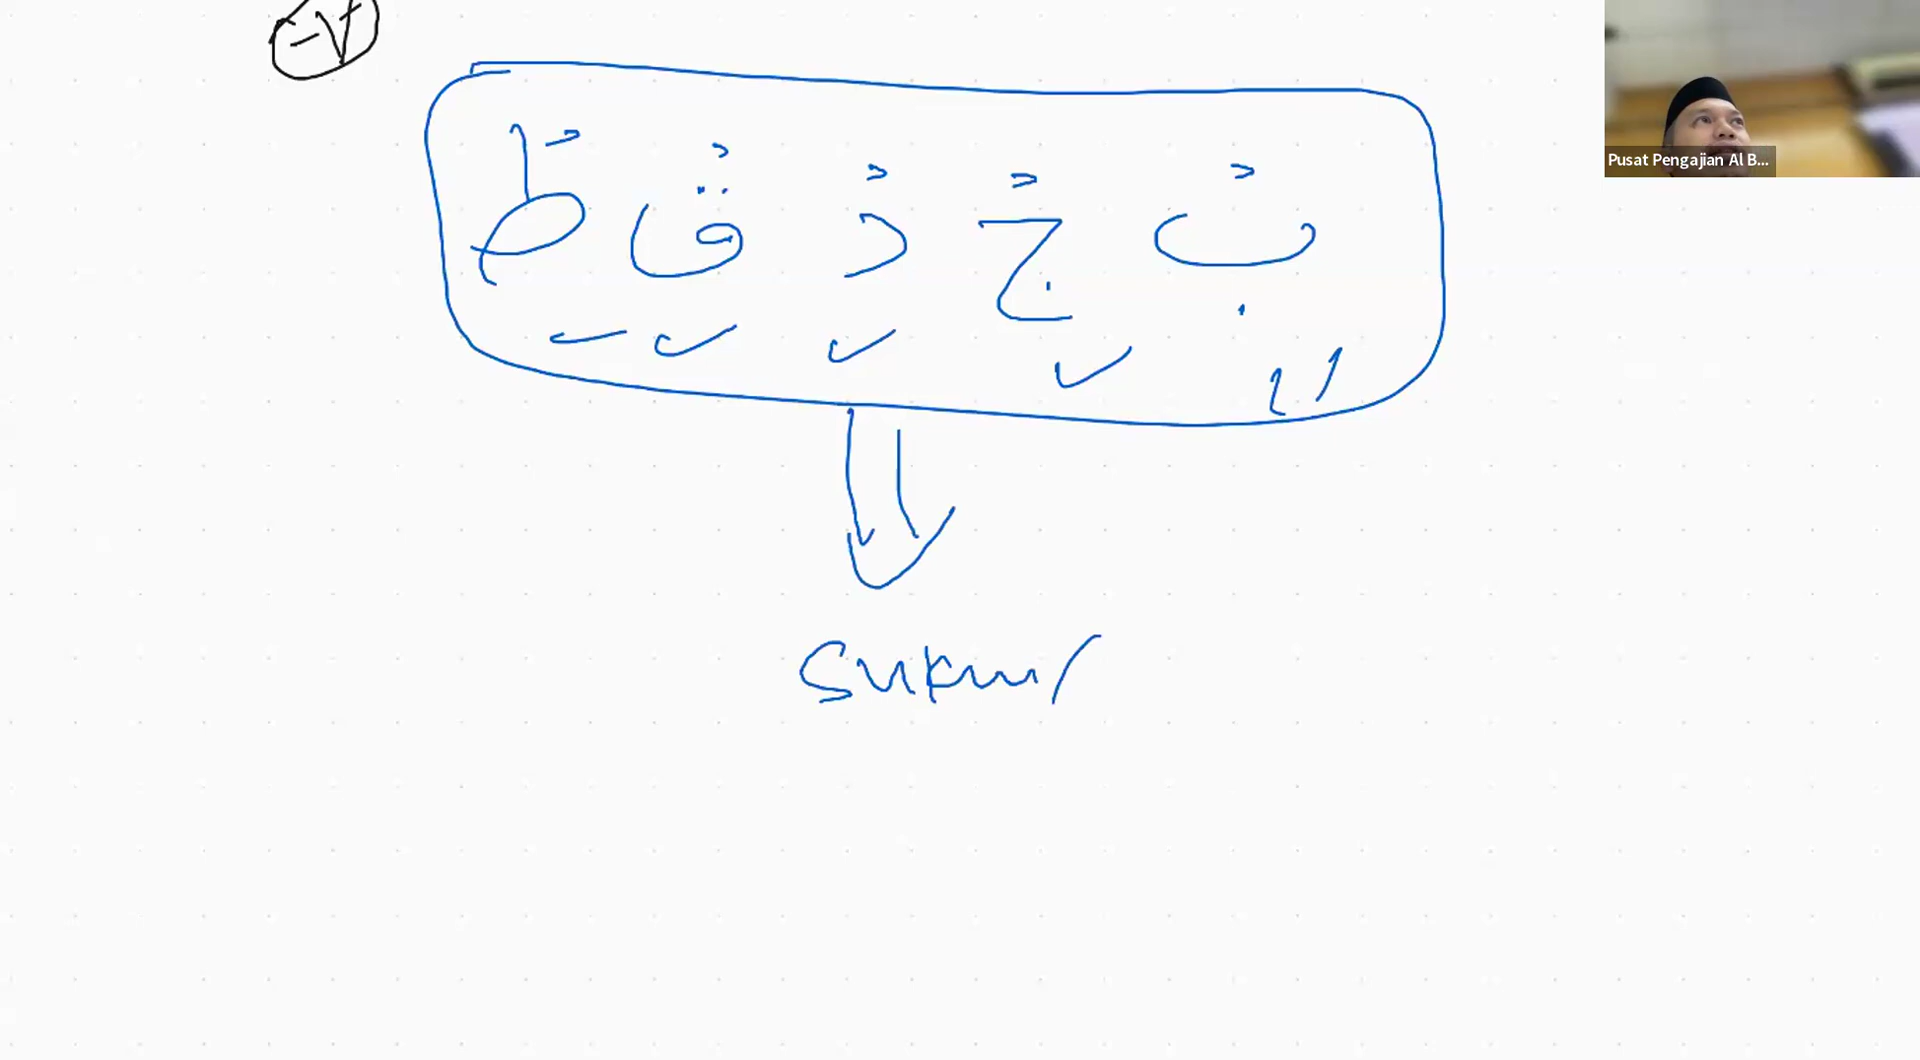 بْ جْ دْ قْ طْ
sukun
Pusat Pengajian Al B...